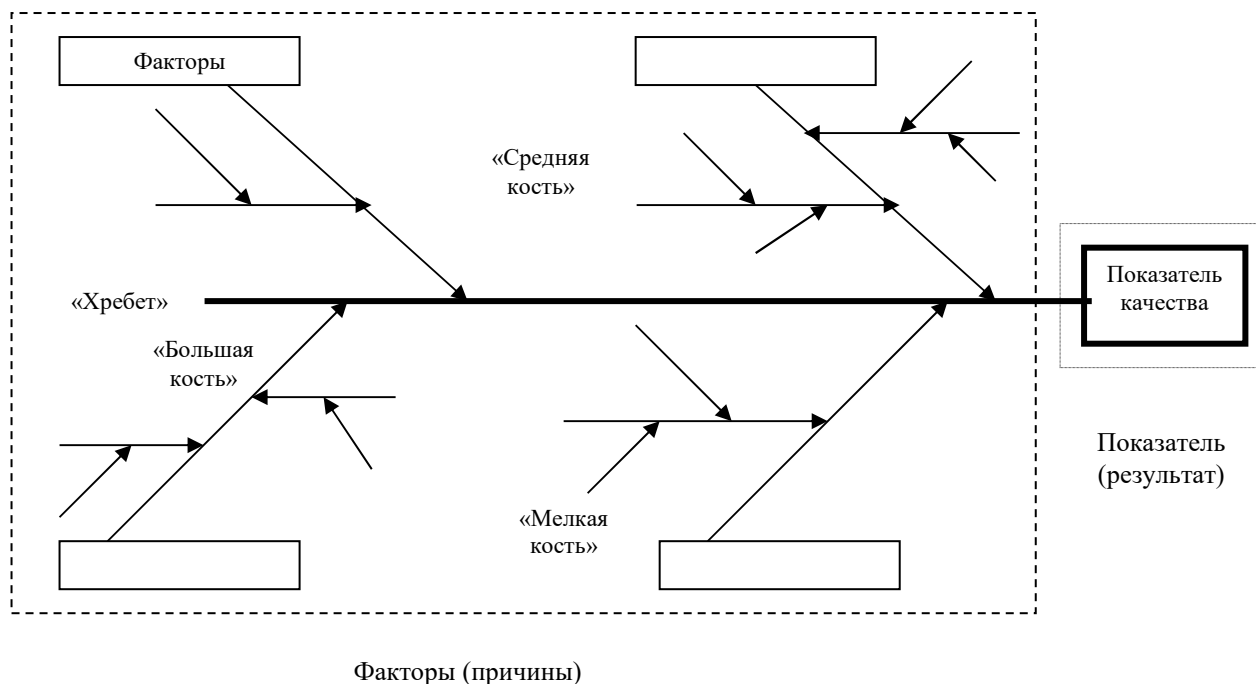 Факторы
«Средняя
кость»
Показатель
качества
«Хребет»
«Большая
кость»
Показатель
(результат)
«Мелкая
кость»
Факторы (причины)